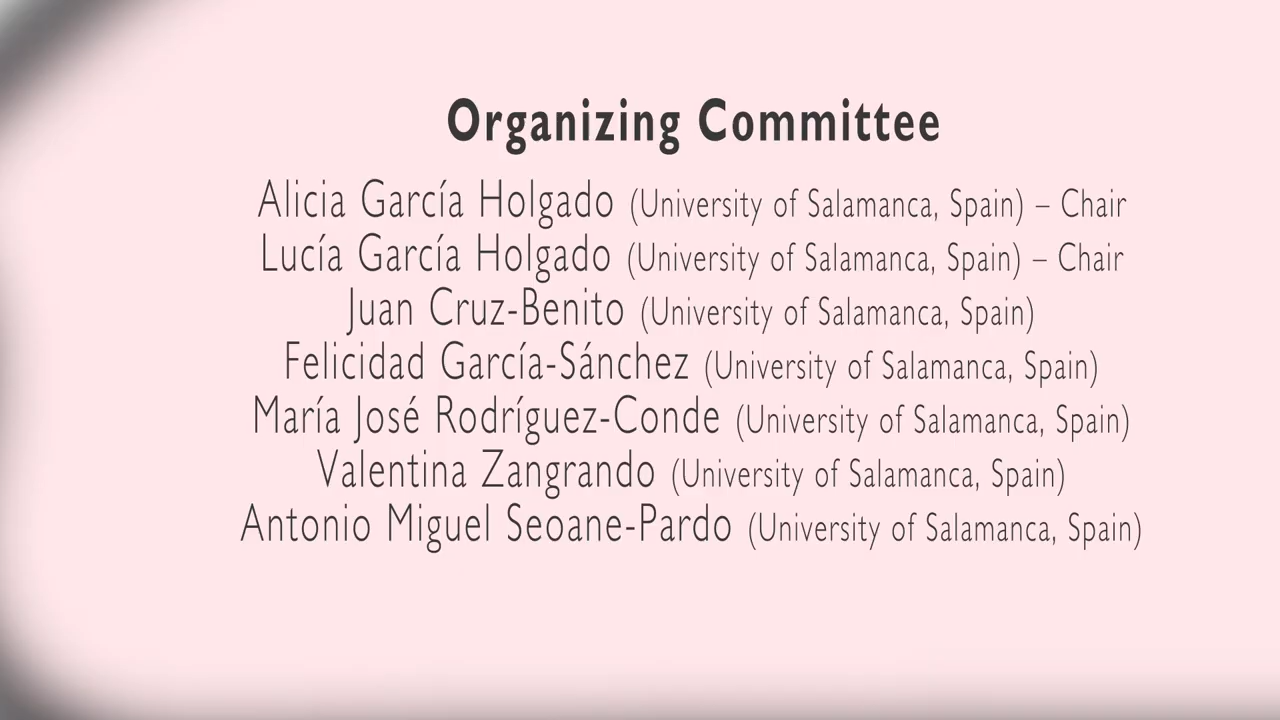 Organizing Committee
Alicia García Holgado (University of Salamanca, Spain) – Chair
Lucía García Holgado (University of Salamanca, Spain) – Chair
Juan Cruz-Benito (University of Salamanca, Spain)
Felicidad García-Sánchez (University of Salamanca, Spain)
María José Rodríguez-Conde (University of Salamanca, Spain)
Valentina Zangrando (University of Salamanca, Spain)
Antonio Miguel Seoane-Pardo (University of Salamanca, Spain)